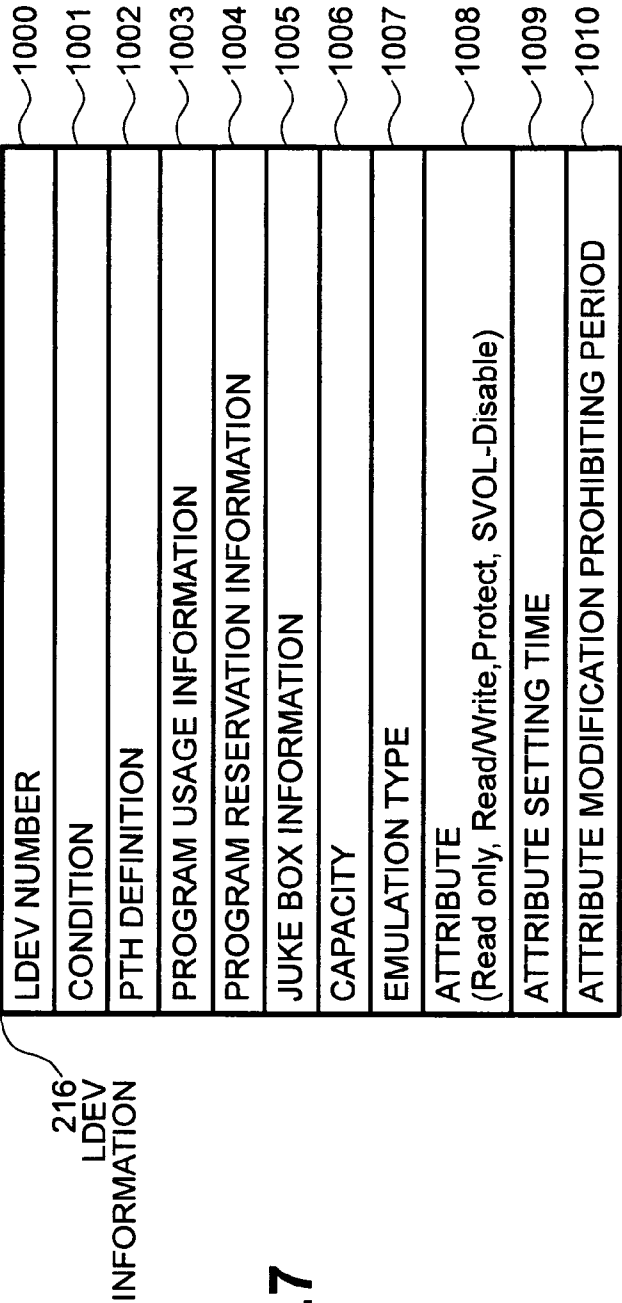 216
LDEV
INFORMATION
LDEV NUMBER 1000
CONDITION 1001
PTH DEFINITION 1002
PROGRAM USAGE INFORMATION 1003
PROGRAM RESERVATION INFORMATION 1004
JUKE BOX INFORMATION 1005
CAPACITY 1006
EMULATION TYPE 1007
ATTRIBUTE
(Read only, Read/Write,Protect, SVOL-Disable) 1008
ATTRIBUTE SETTING TIME 1009
ATTRIBUTE MODIFICATION PROHIBITING PERIOD 1010
.7